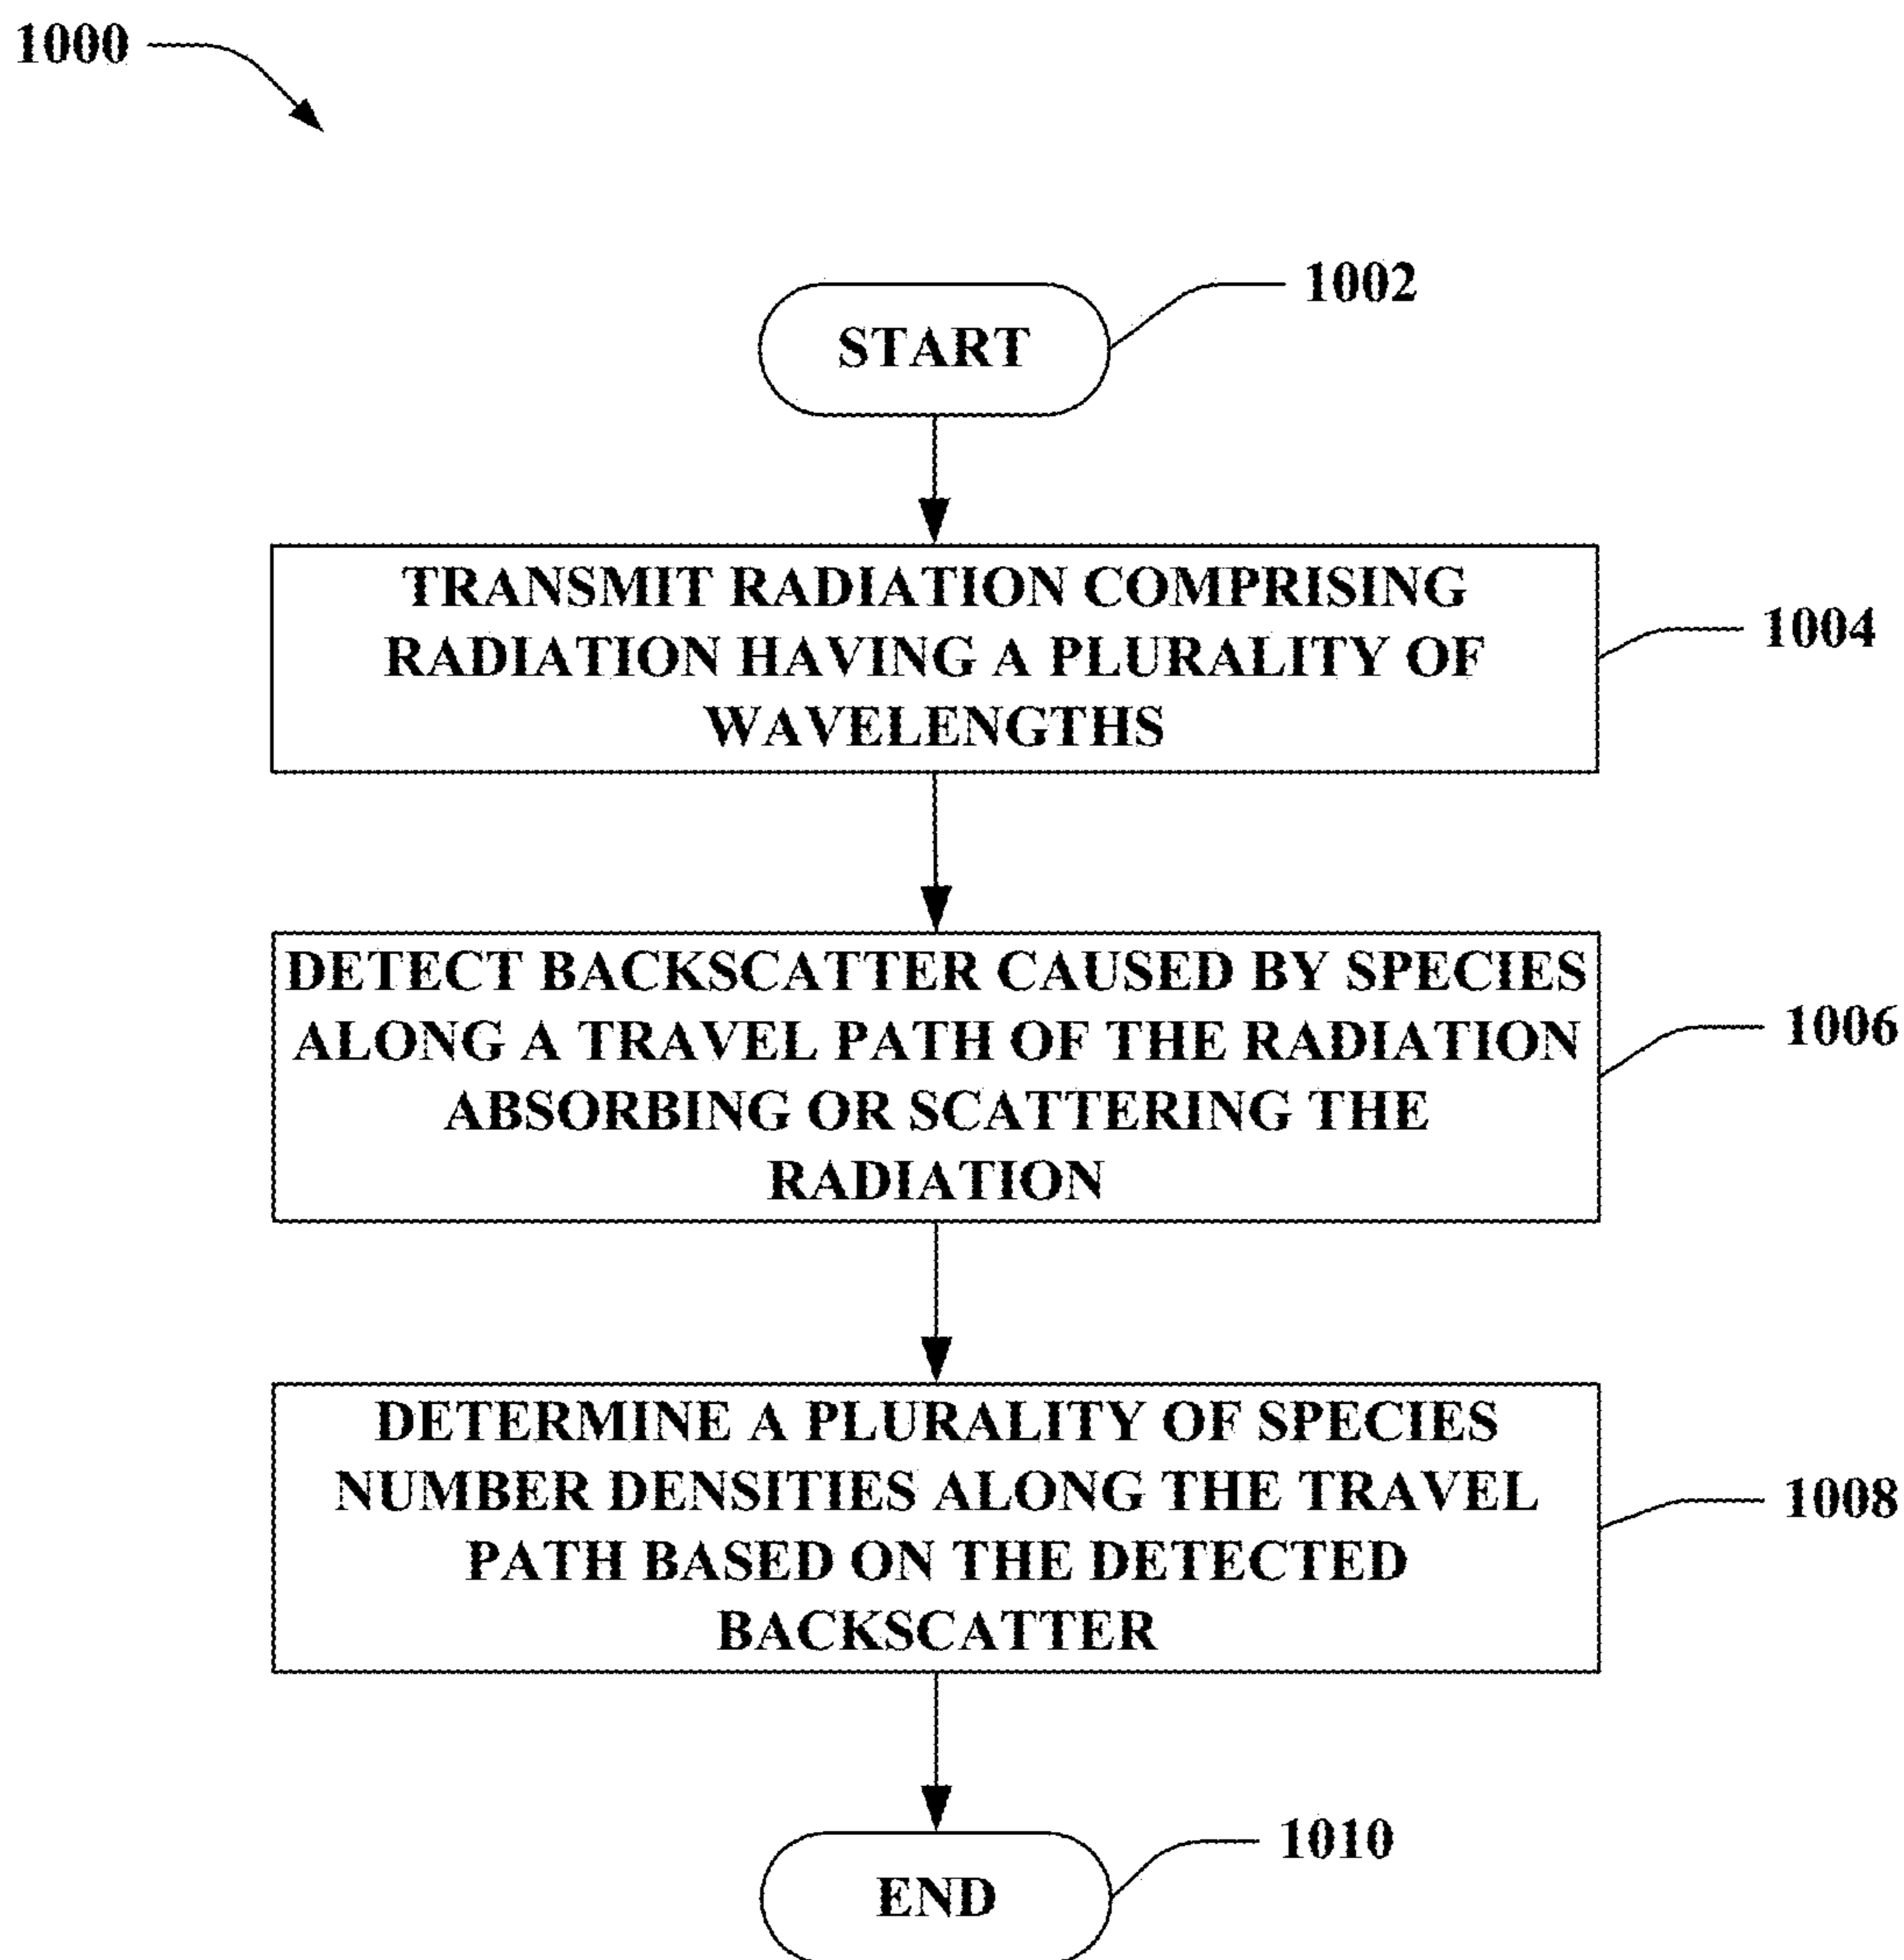 1000
1002
START
TRANSMIT RADIATION COMPRISING
RADIATION HAVING A PLURALITY OF
WAVELENGTHS
1004
DETECT BACKSCATTER CAUSED BY SPECIES
ALONG A TRAVEL PATH OF THE RADIATION
ABSORBING OR SCATTERING THE
RADIATION
1006
DETERMINE A PLURALITY OF SPECIES
NUMBER DENSITIES ALONG THE TRAVEL
PATH BASED ON THE DETECTED
BACKSCATTER
1008
1010
END